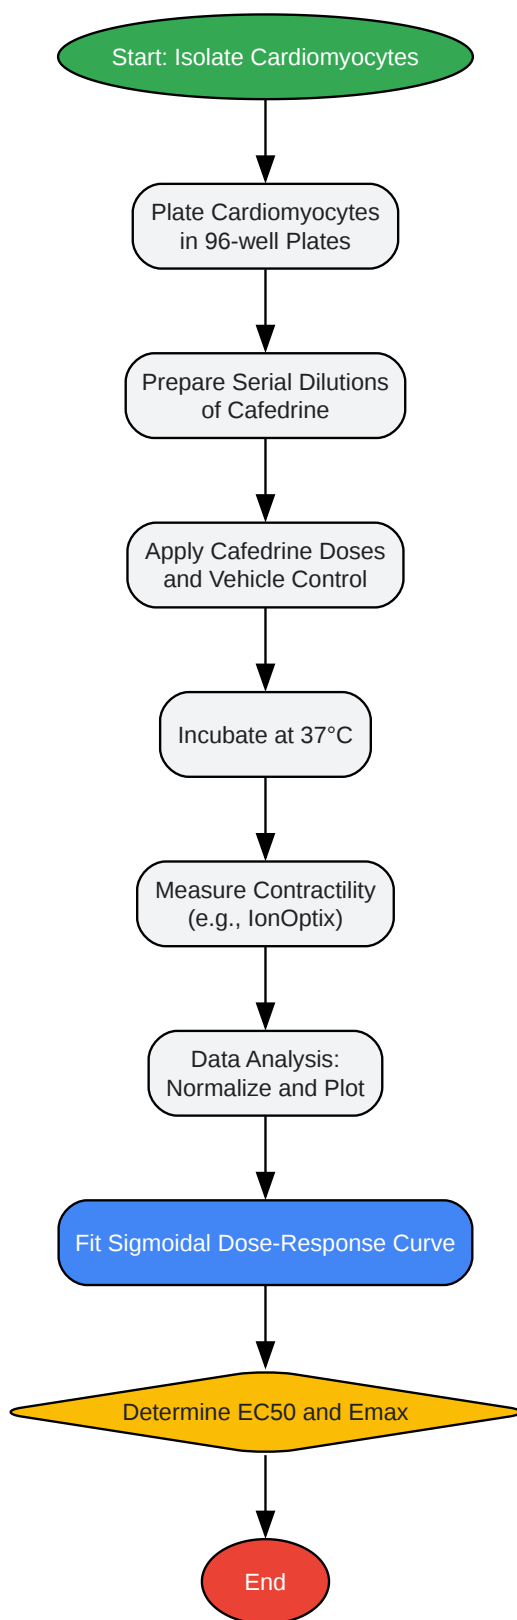 Start: Isolate Cardiomyocytes
Plate Cardiomyocytes
in 96-well Plates
Prepare Serial Dilutions
of Cafedrine
Apply Cafedrine Doses
and Vehicle Control
Incubate at 37°C
Measure Contractility
(e.g., IonOptix)
Data Analysis:
Normalize and Plot
Fit Sigmoidal Dose-Response Curve
Determine EC50 and Emax
End